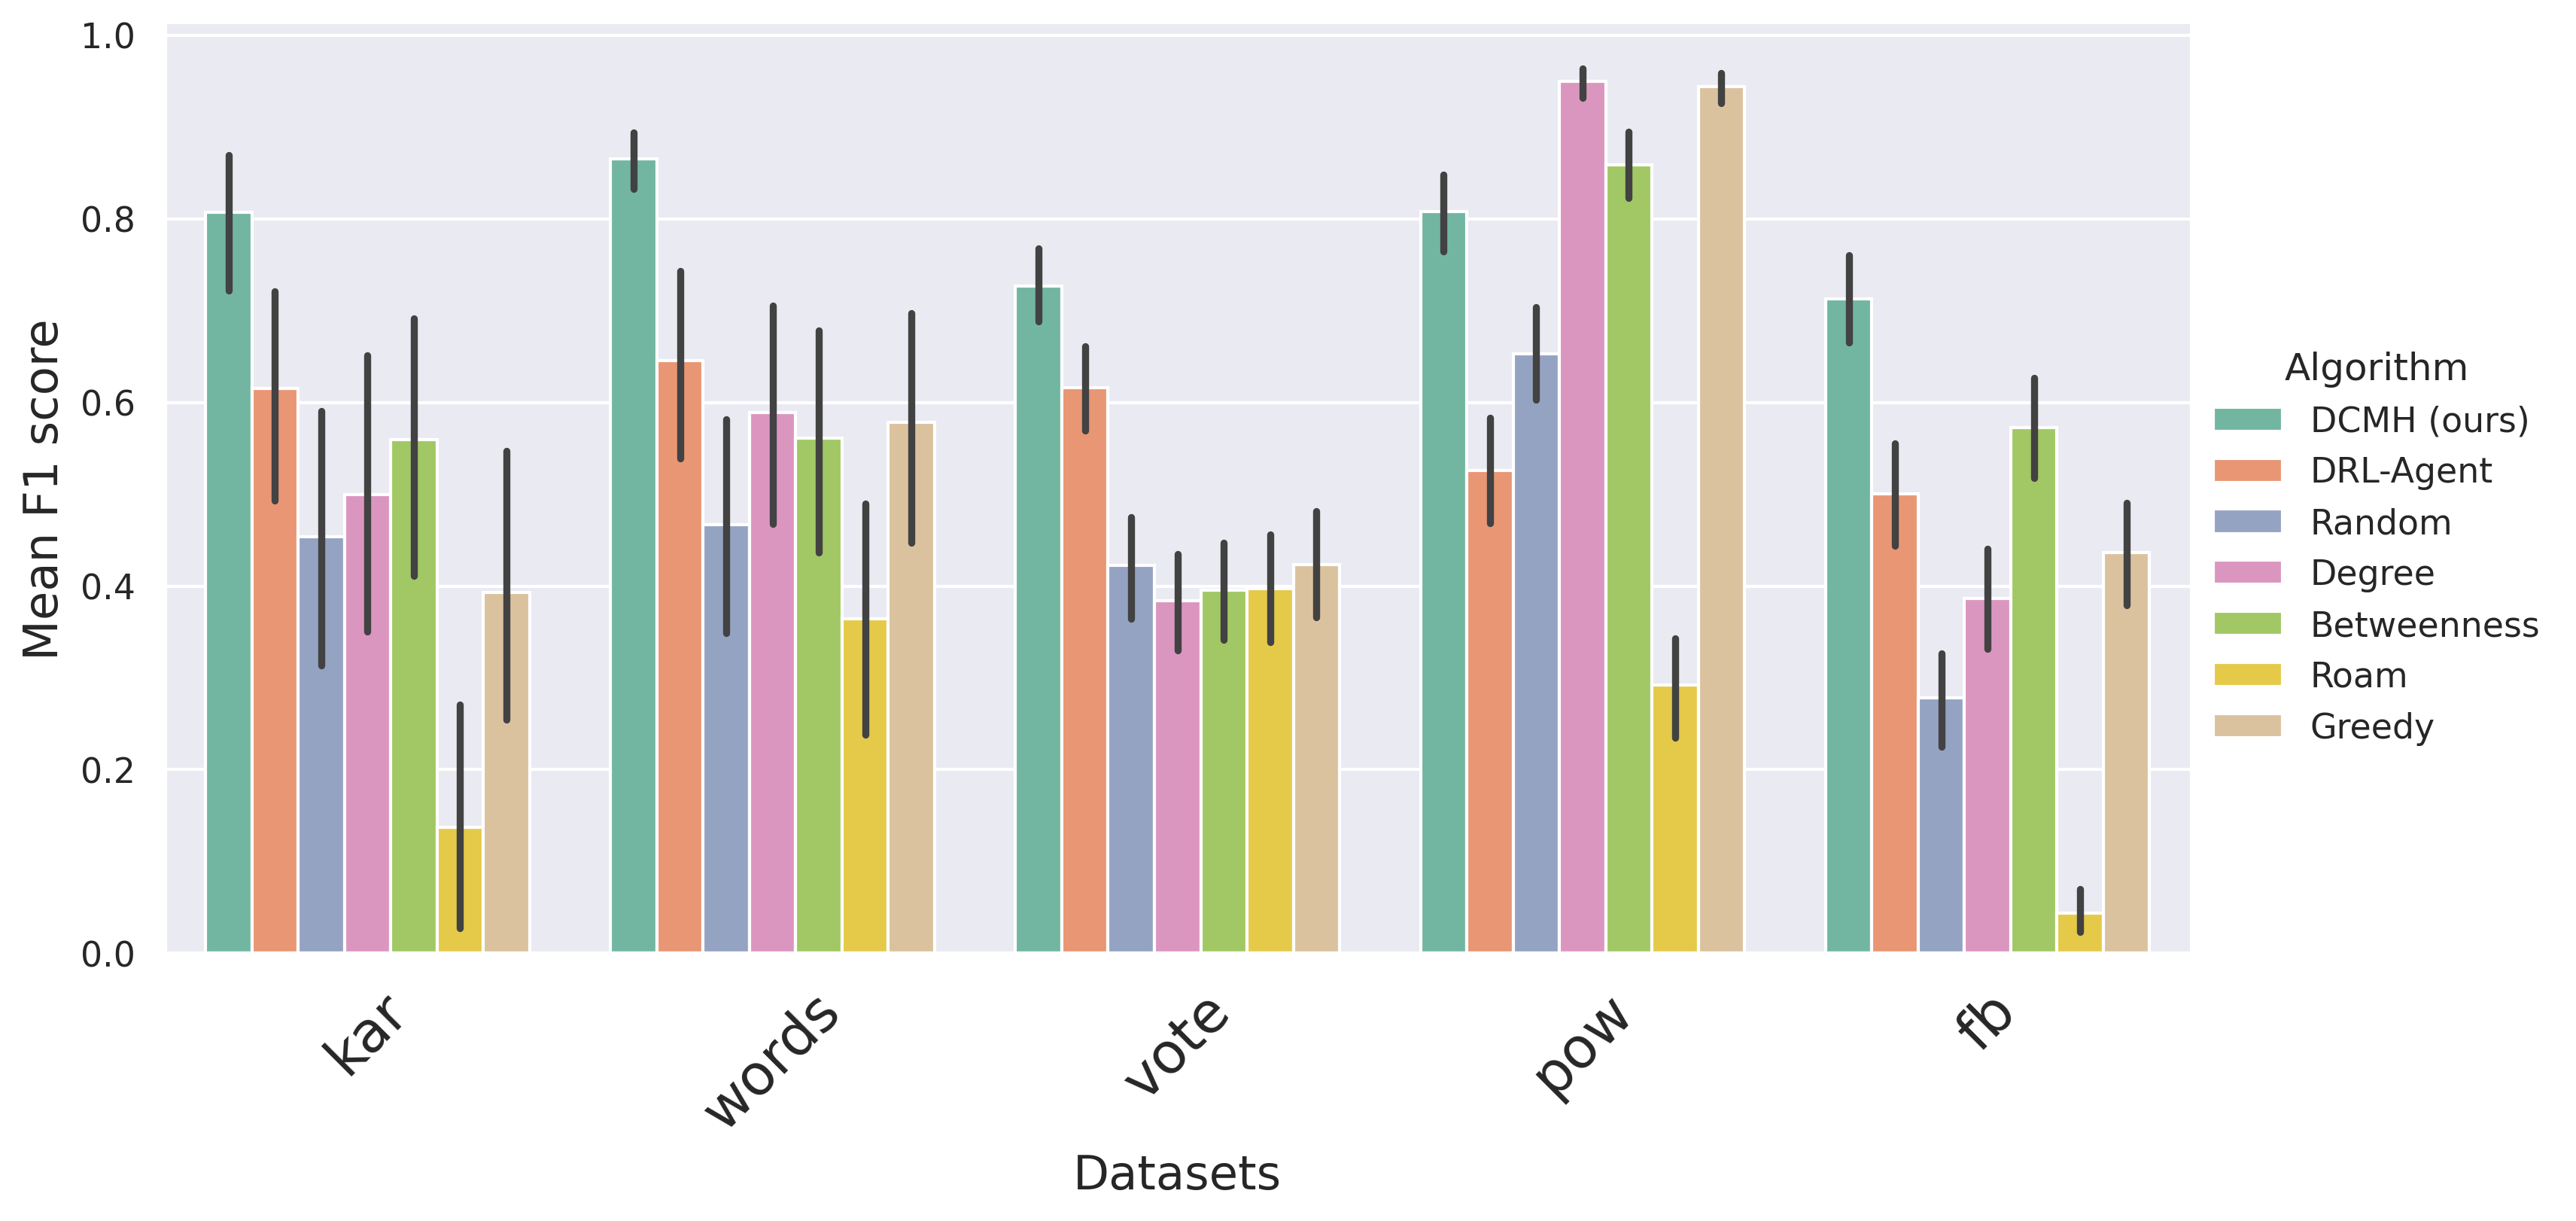 Mean F1 score
1.0
0.8
0.6
0.4
0.2
0.0
kar
words
vote
pow
fb
Datasets
Algorithm
DCMH (ours)
DRL-Agent
Random
Degree
Betweenness
Roam
Greedy